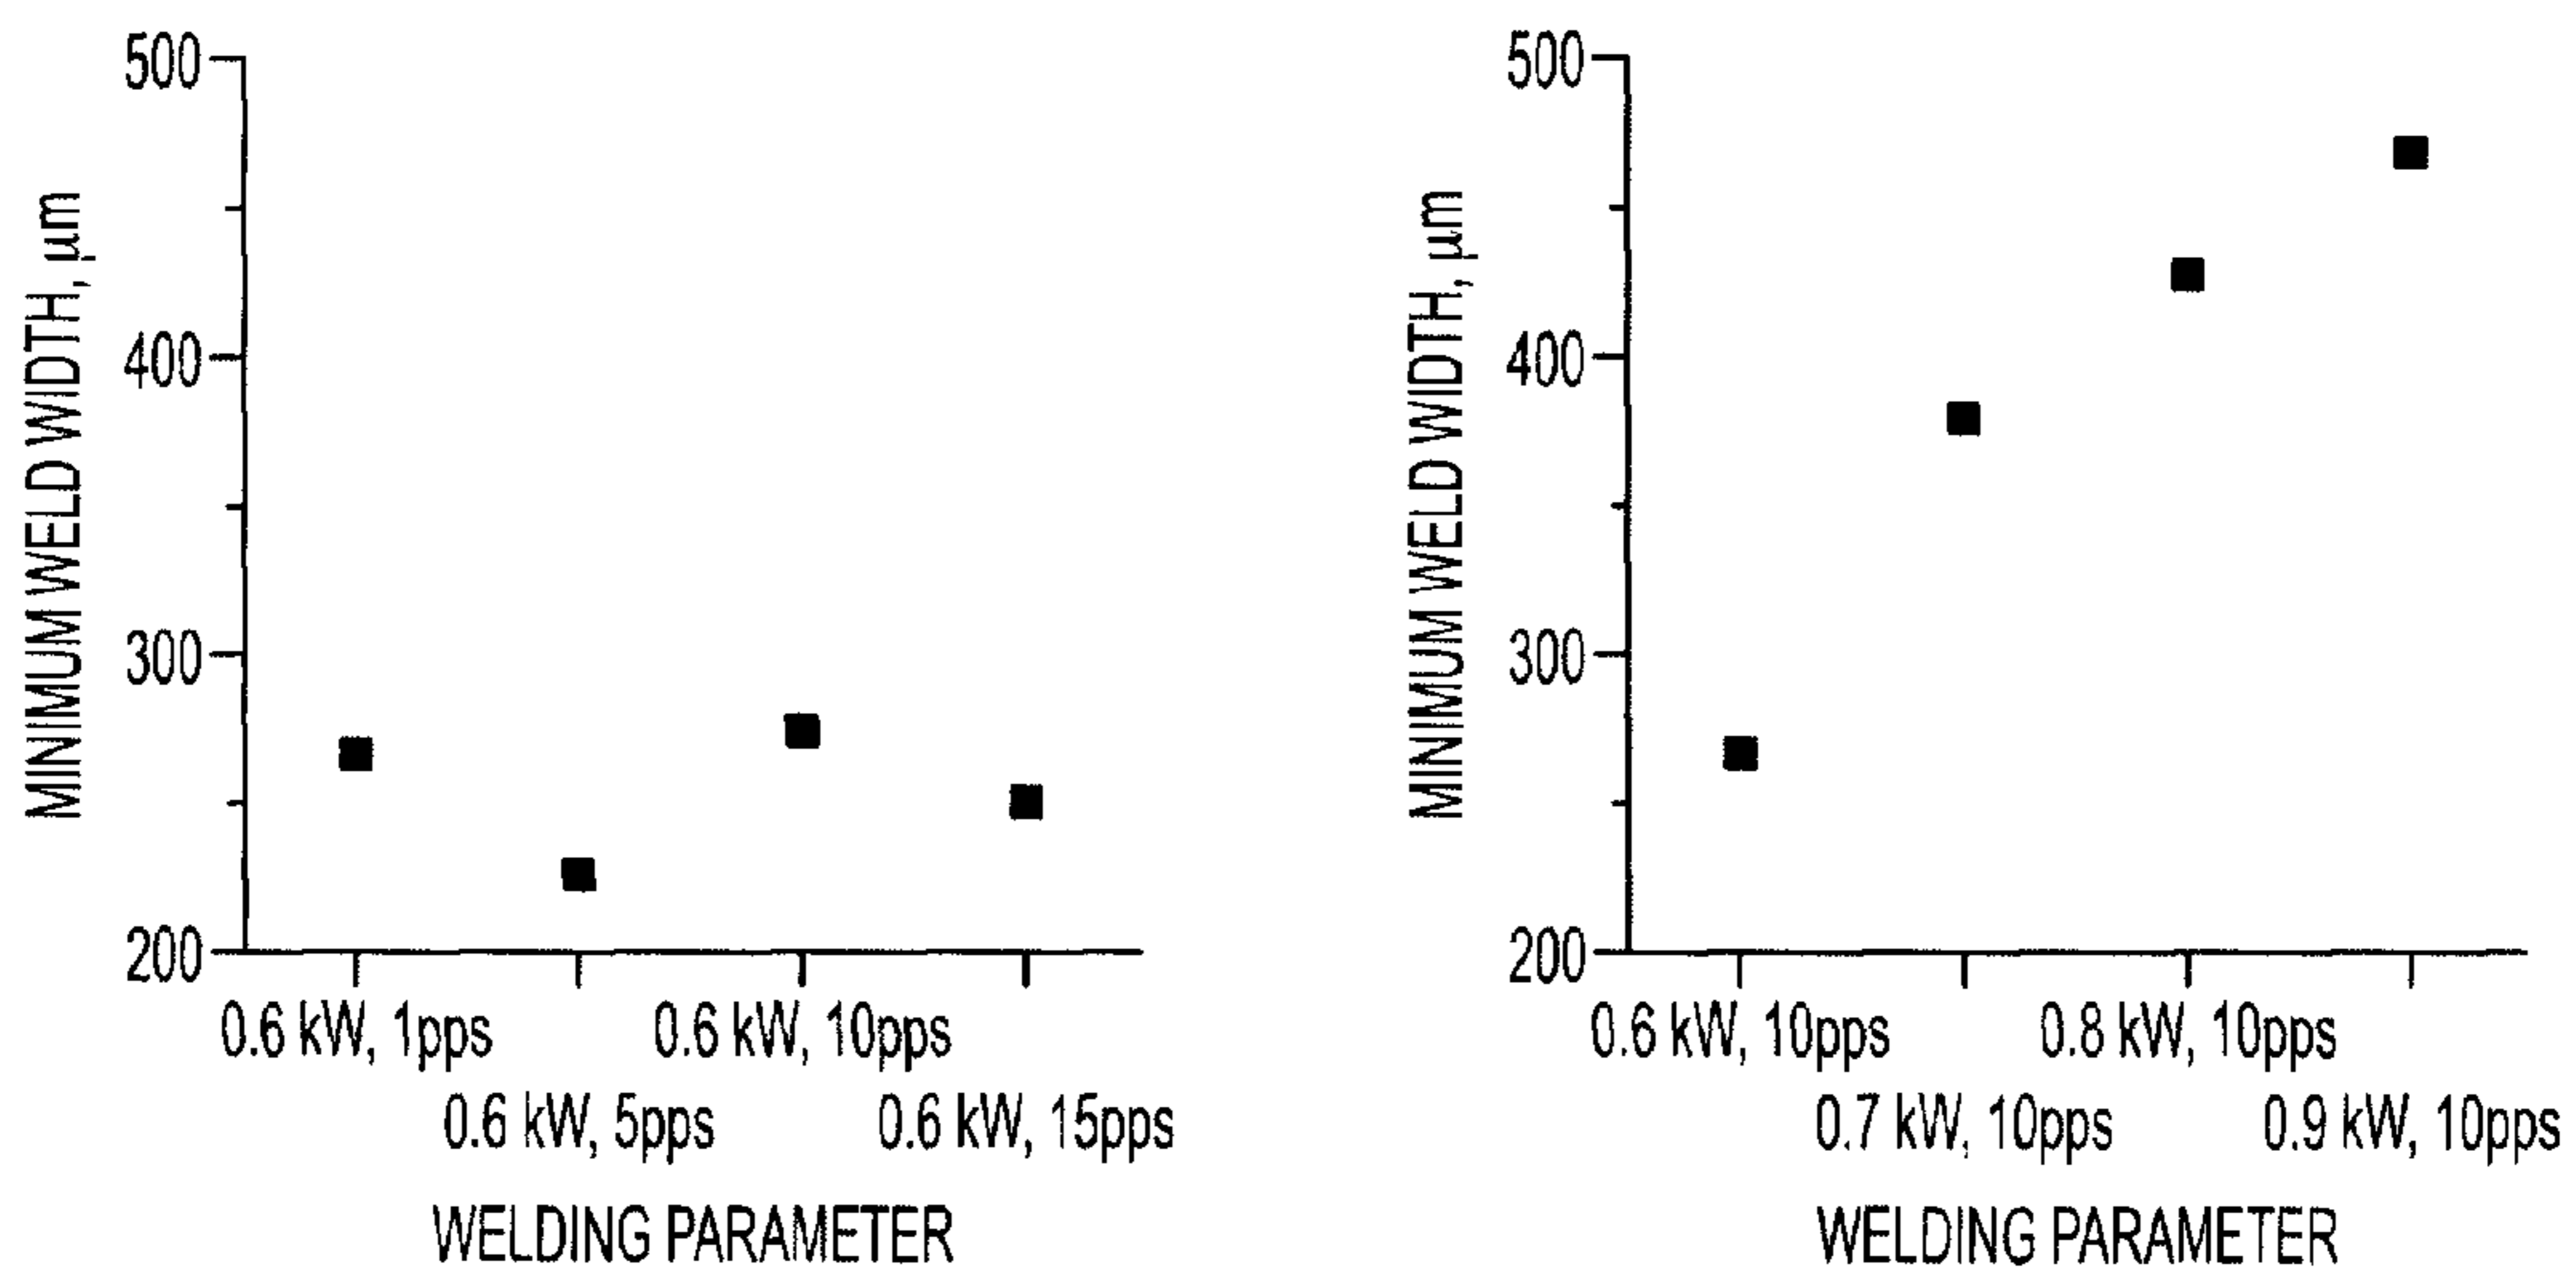 500
400
300
200
MINIMUM WELD WIDTH, μm
0.6 kW, 1pps
0.6 kW, 10pps
0.6 kW, 5pps
0.6 kW, 15pps
WELDING PARAMETER
500
400
300
200
MINIMUM WELD WIDTH, μm
0.6 kW, 10pps
0.8 kW, 10pps
0.7 kW, 10pps
0.9 kW, 10pps
WELDING PARAMETER